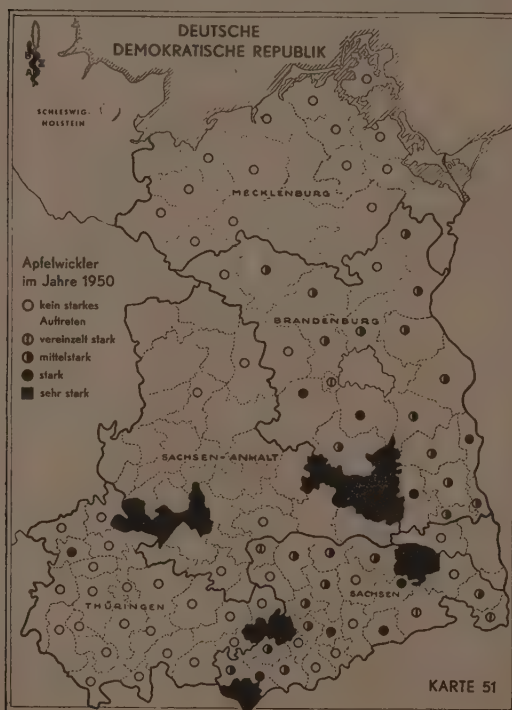 DEUTSCHE
DEMOKRATISCHE REPUBLIK
SCHLESWIG-
HOLSTEIN
MECKLENBURG
Apfelwickler
im Jahre 1950
kein starkes
Auftreten
vereinzelt stark
mittelstark
stark
sehr stark
BRANDENBURG
SACHSEN-ANHALT
THÜRINGEN
SACHSEN
KARTE 51